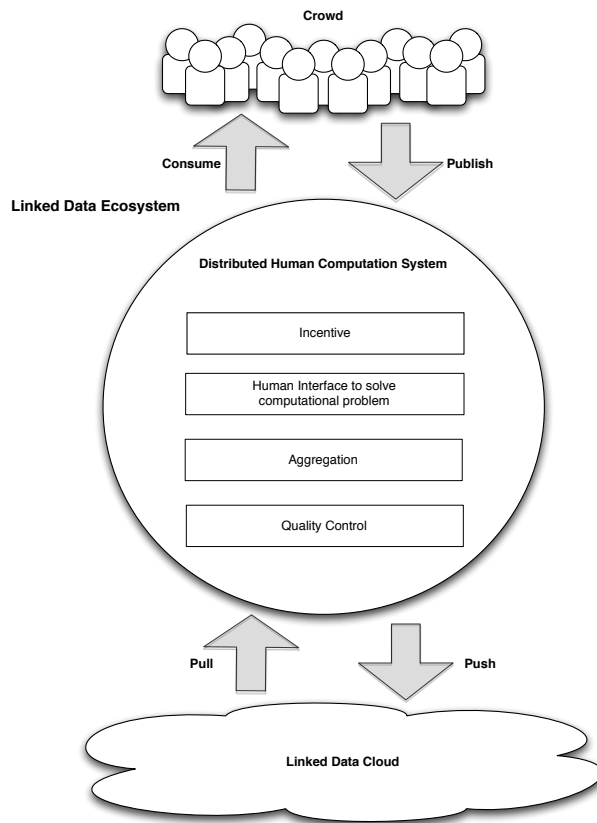 Crowd
Consume
Publish
Linked Data Ecosystem
Distributed Human Computation System
Incentive
Human Interface to solve
computational problem
Aggregation
Quality Control
Pull
Push
Linked Data Cloud